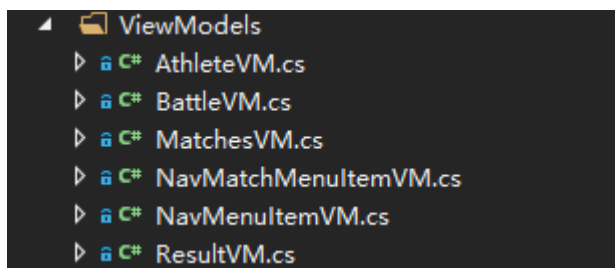 ViewModels
C# AthleteVM.cs
C# BattleVM.cs
C# MatchesVM.cs
C# NavMatchMenuItemVM.cs
C# NavMenuItemVM.cs
C# ResultVM.cs